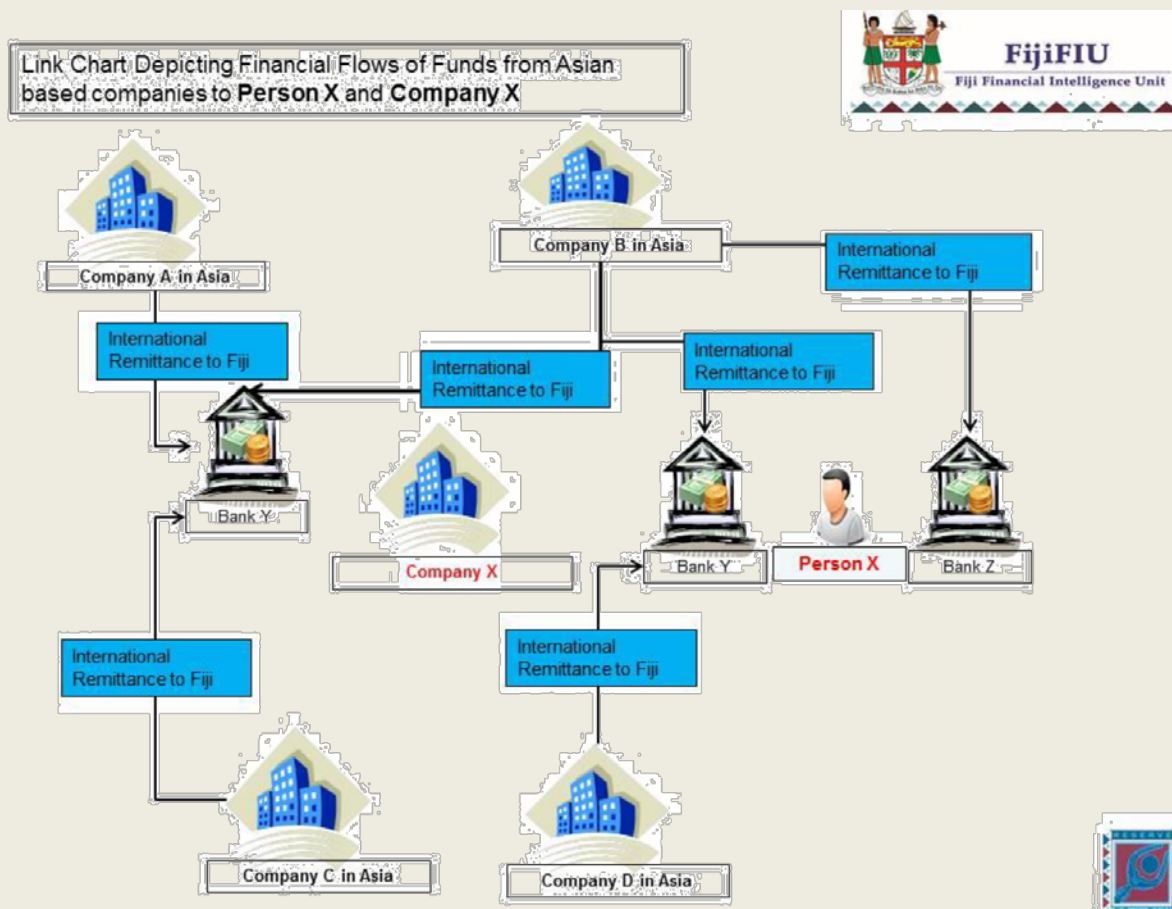 Link Chart Depicting Financial Flows of Funds from Asian
based companies to Person X and Company X
FijiFIU
Fiji Financial Intelligence Unit
Company A in Asia
Company B in Asia
International
Remittance to Fiji
International
Remittance to Fiji
International
Remittance to Fiji
International
Remittance to Fiji
Bank Y
Company X
Bank Y
Person X
Bank Z
International
Remittance to Fiji
International
Remittance to Fiji
Company C in Asia
Company D in Asia
RESERVE